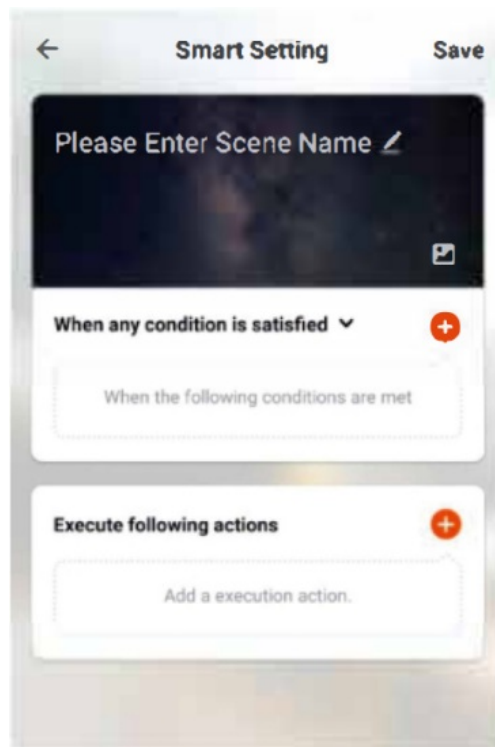 Smart Setting
Save
Please Enter Scene Name
When any condition is satisfied
When the following conditions are met
Execute following actions
Add a execution action.